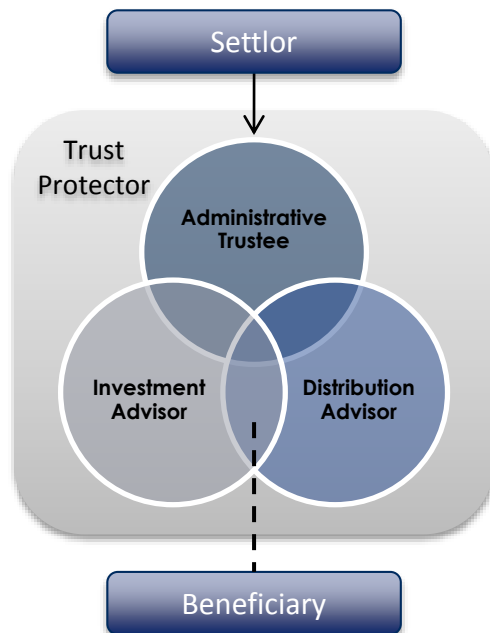 Settlor
Trust
Protector
Administrative
Trustee
Investment
Advisor
Distribution
Advisor
Beneficiary